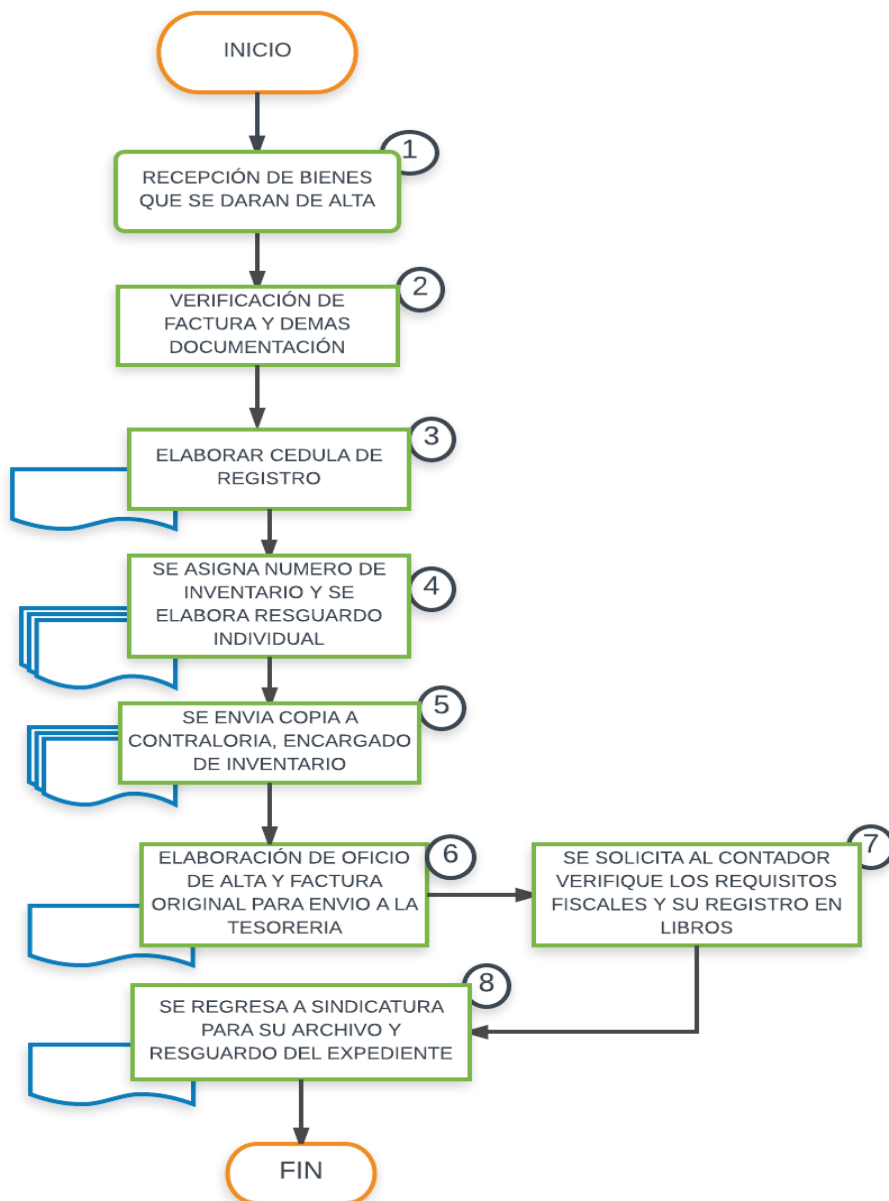 INICIO
1
RECEPCIÓN DE BIENES
QUE SE DARAN DE ALTA
2
VERIFICACIÓN DE
FACTURA Y DEMAS
DOCUMENTACIÓN
3
ELABORAR CEDULA DE
REGISTRO
4
SE ASIGNA NUMERO DE
INVENTARIO Y SE
ELABORA RESGUARDO
INDIVIDUAL
5
SE ENVIA COPIA A
CONTRALORIA, ENCARGADO
DE INVENTARIO
6
ELABORACIÓN DE OFICIO
DE ALTA Y FACTURA
ORIGINAL PARA ENVIO A LA
TESORERIA
7
SE SOLICITA AL CONTADOR
VERIFIQUE LOS REQUISITOS
FISCALES Y SU REGISTRO EN
LIBROS
8
SE REGRESA A SINDICATURA
PARA SU ARCHIVO Y
RESGUARDO DEL EXPEDIENTE
FIN